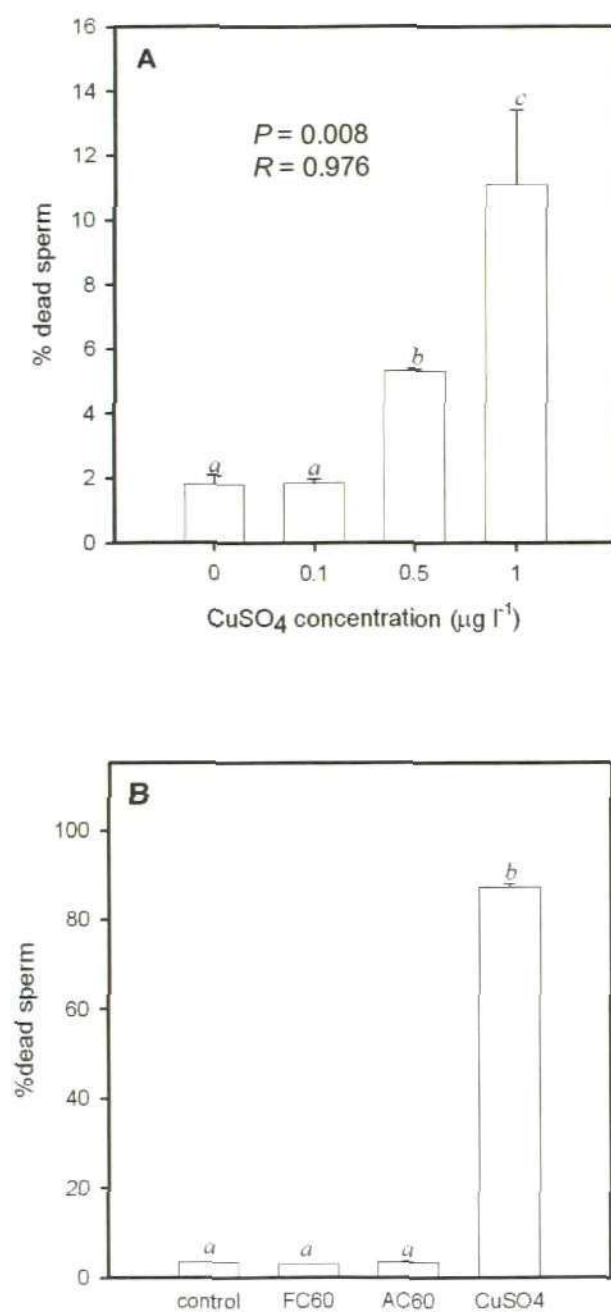 16
A
c
14
P = 0.008
12
R = 0.976
10
% dead sperm
8
6
b
4
a
a
2
0
0 0.1 0.5 1
CuSO4 concentration (µg l-1)
B
b
100
80
%dead sperm
60
40
20
a a a
0
control FC60 AC60 CuSO4